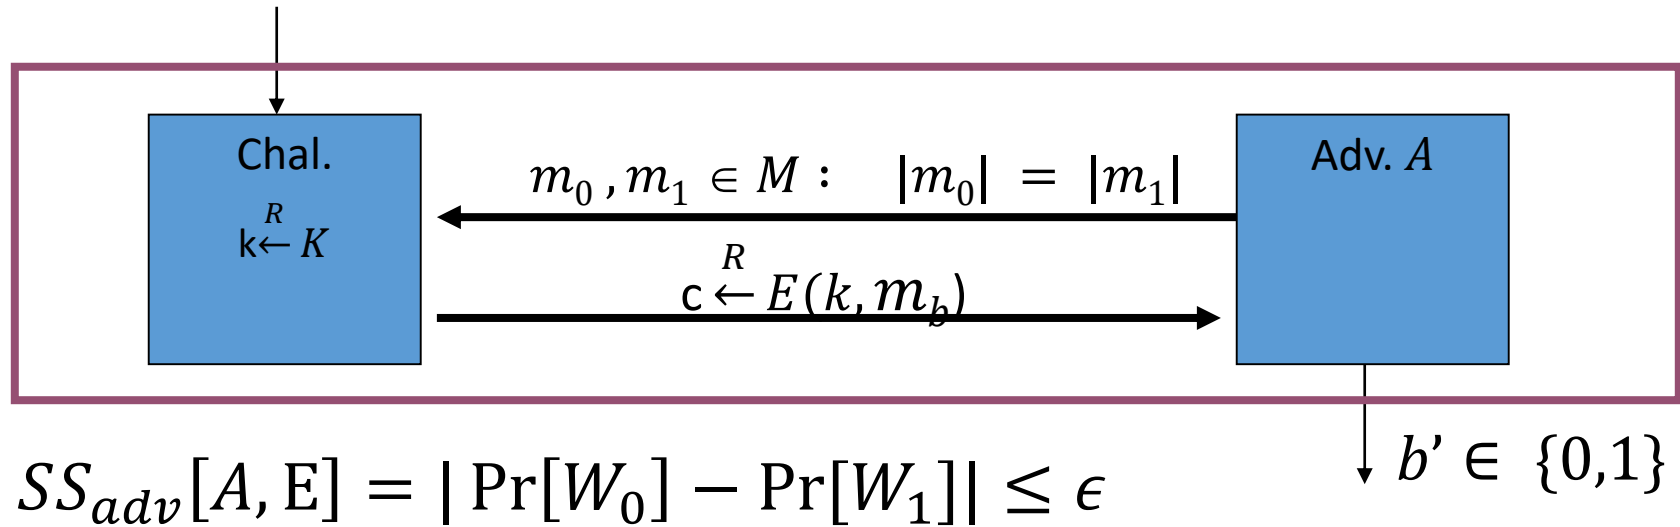 Chal.
k ←ᴿ K
m₀ , m₁ ∈ M : |m₀| = |m₁|
c ←ᴿ E(k, m_b)
Adv. A
b’ ∈ {0,1}
SS_adv[A, E] = | Pr[W₀] − Pr[W₁]| ≤ ϵ